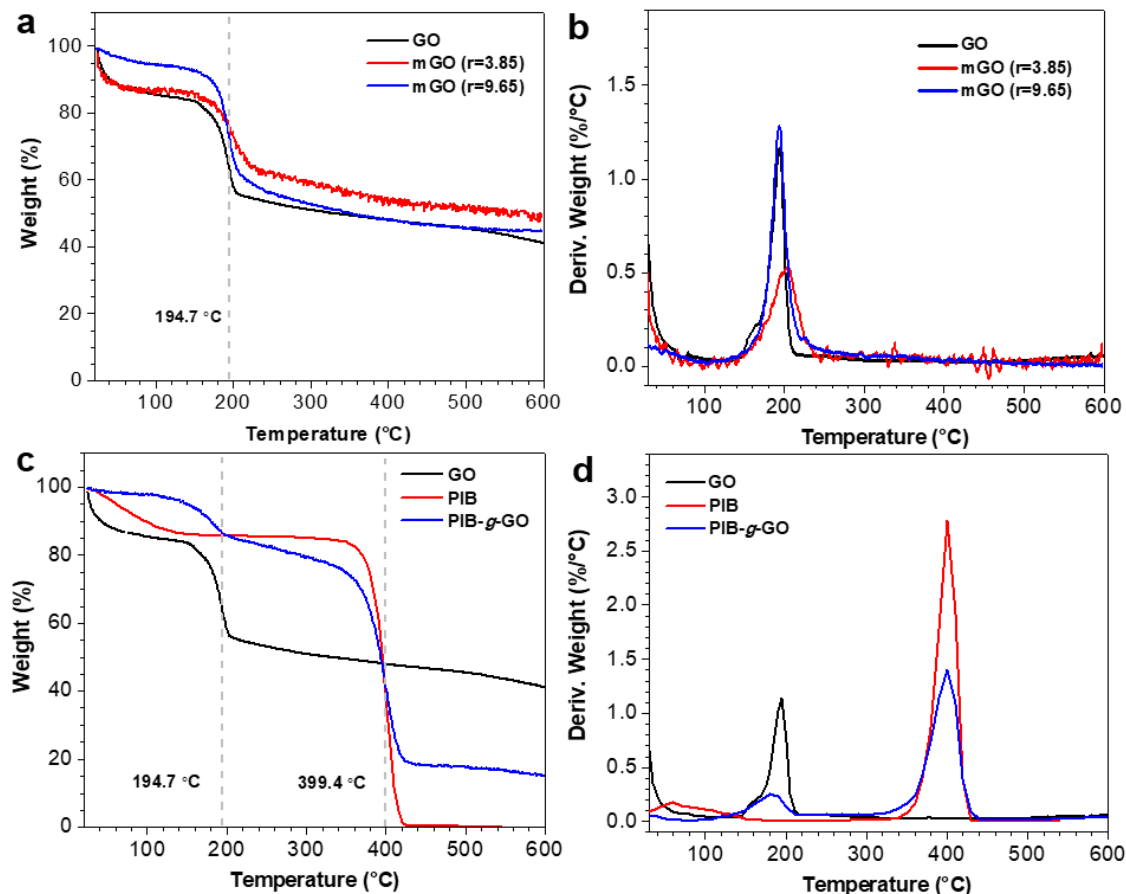 a
GO
mGO (r=3.85)
mGO (r=9.65)
100
80
60
40
20
0
194.7 °C
100 200 300 400 500 600
Temperature (°C)
Weight (%)
b
GO
mGO (r=3.85)
mGO (r=9.65)
1.5
1.0
0.5
0.0
100 200 300 400 500 600
Temperature (°C)
Deriv. Weight (%/°C)
c
GO
PIB
PIB-g-GO
100
80
60
40
20
0
194.7 °C
399.4 °C
100 200 300 400 500 600
Temperature (°C)
Weight (%)
d
GO
PIB
PIB-g-GO
3.0
2.5
2.0
1.5
1.0
0.5
0.0
100 200 300 400 500 600
Temperature (°C)
Deriv. Weight (%/°C)